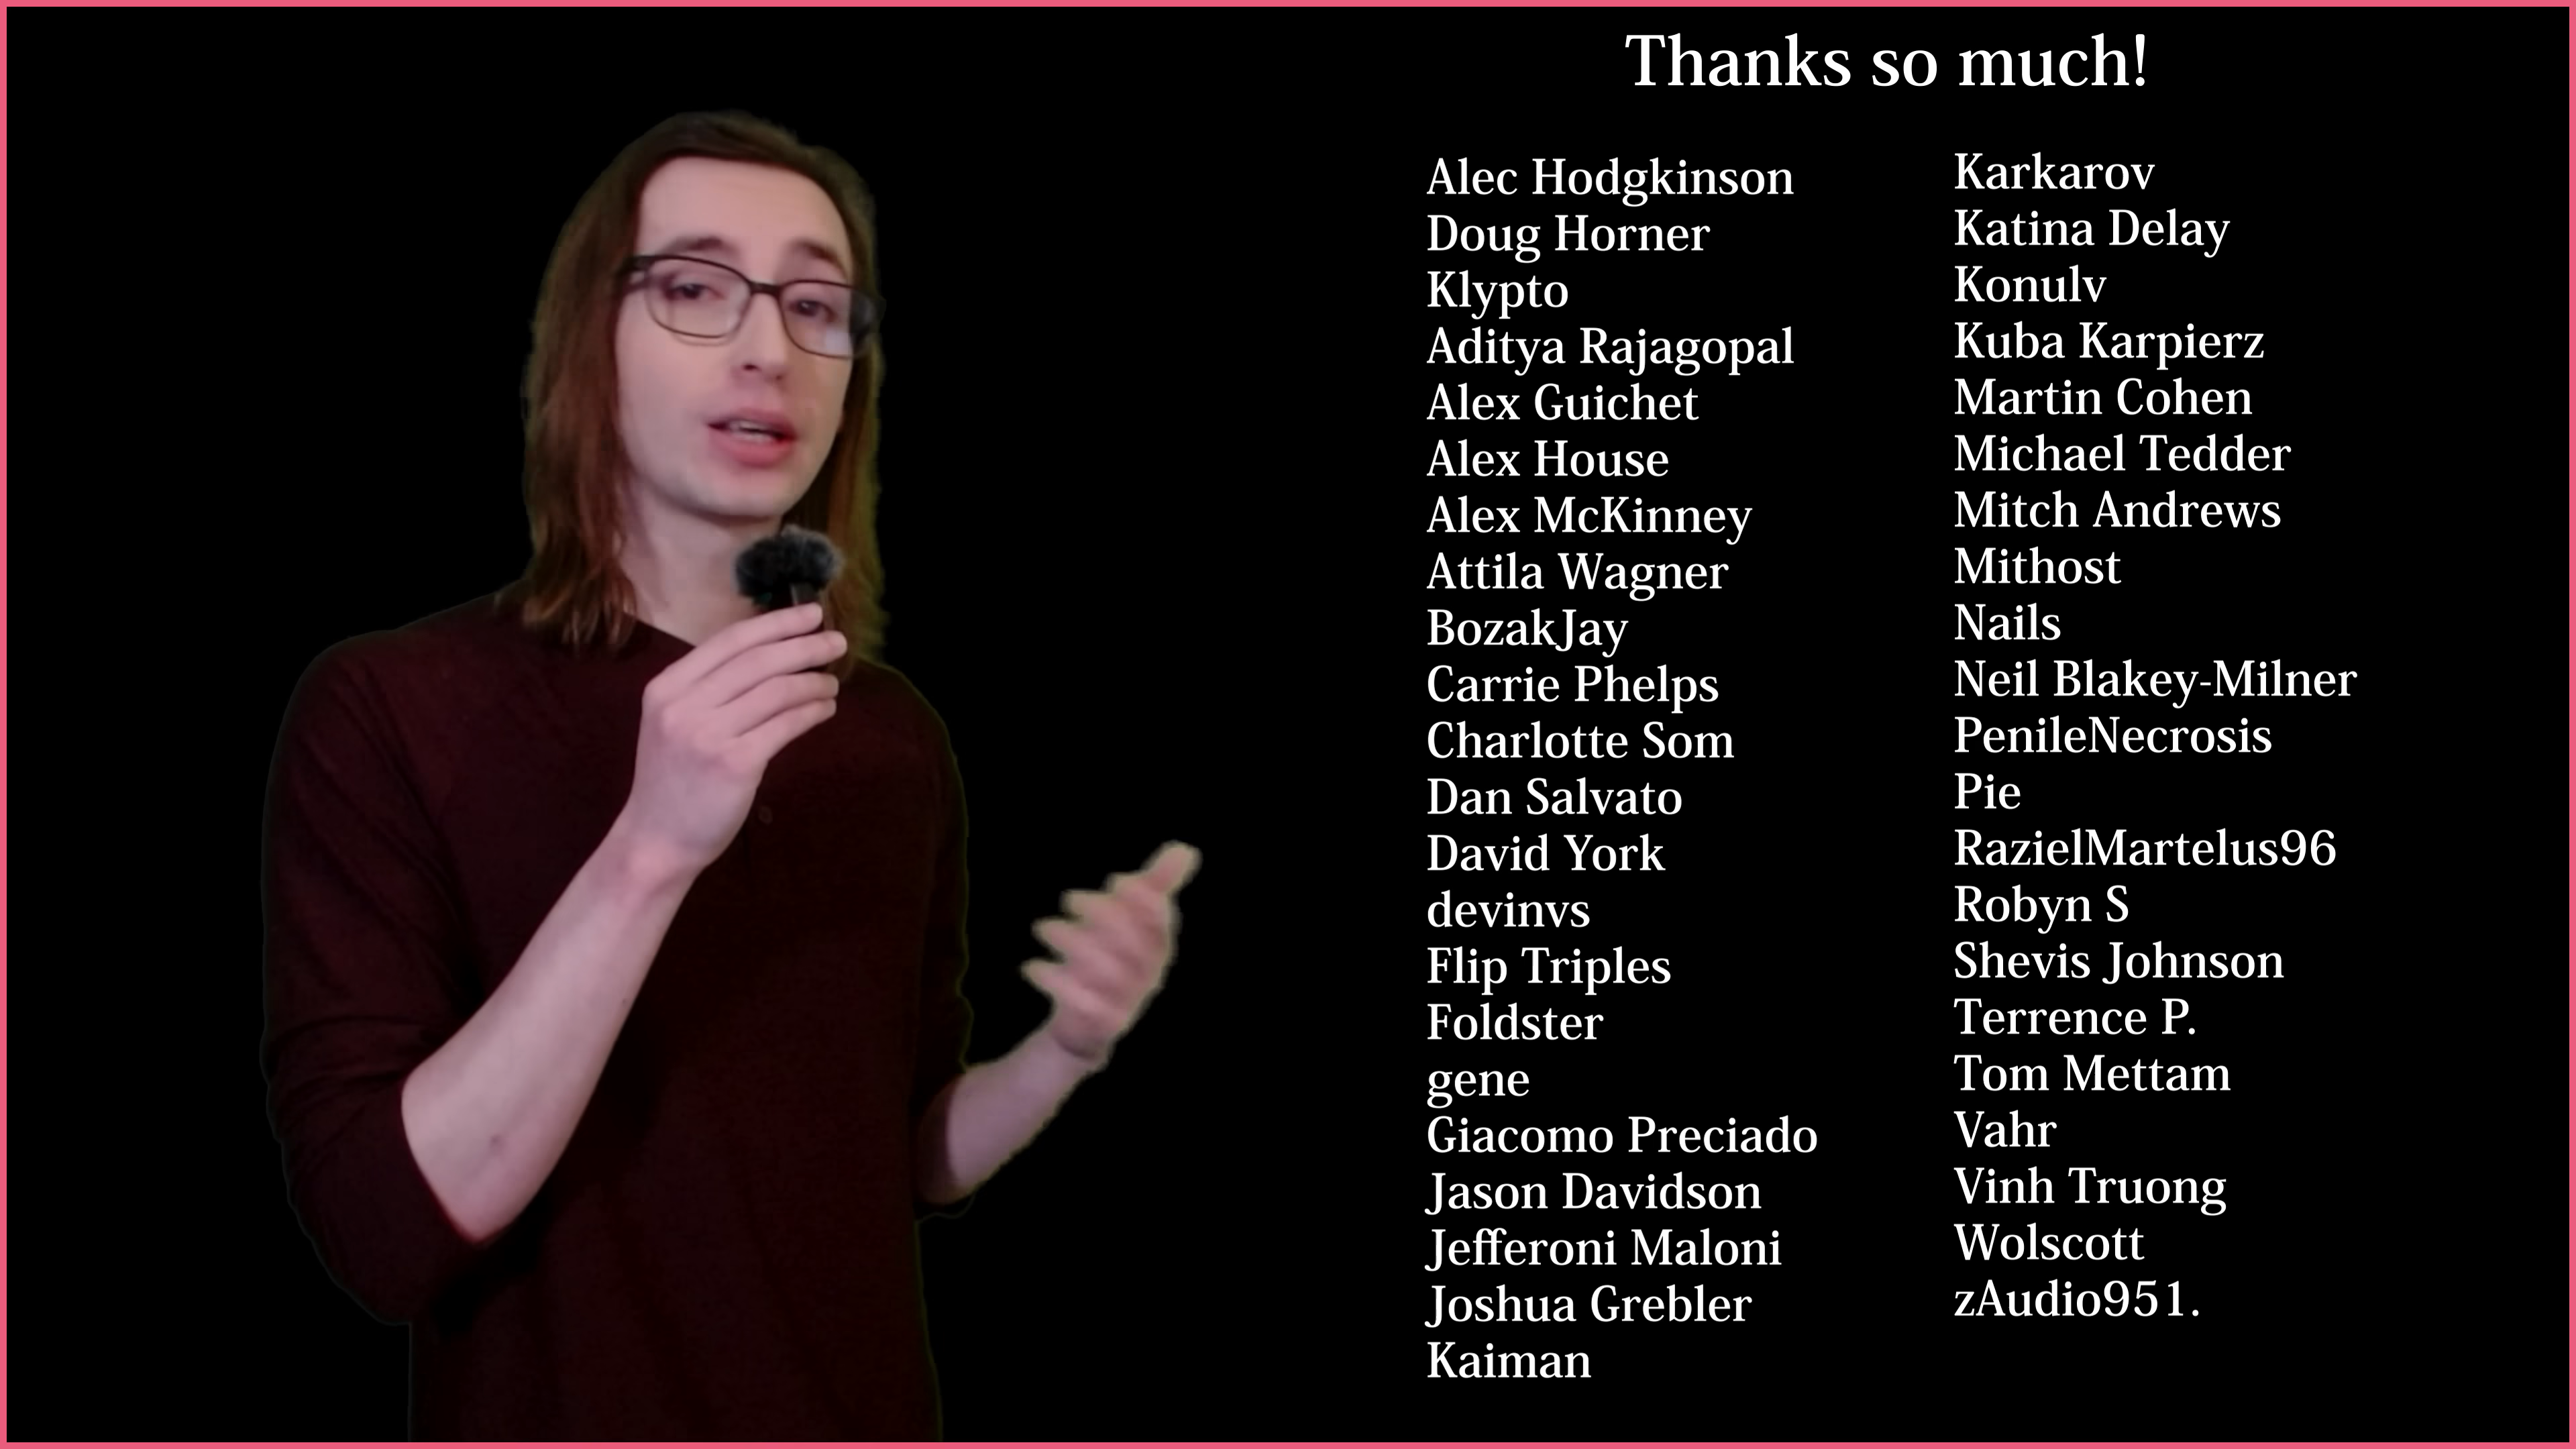 Thanks so much!
Alec Hodgkinson
Doug Horner
Klypto
Aditya Rajagopal
Alex Guichet
Alex House
Alex McKinney
Attila Wagner
BozakJay
Carrie Phelps
Charlotte Som
Dan Salvato
David York
devinvs
Flip Triples
Foldster
gene
Giacomo Preciado
Jason Davidson
Jefferoni Maloni
Joshua Grebler
Kaiman
Karkarov
Katina Delay
Konulv
Kuba Karpierz
Martin Cohen
Michael Tedder
Mitch Andrews
Mithost
Nails
Neil Blakey-Milner
PenileNecrosis
Pie
RazielMartelus96
Robyn S
Shevis Johnson
Terrence P.
Tom Mettam
Vahr
Vinh Truong
Wolscott
zAudio951.